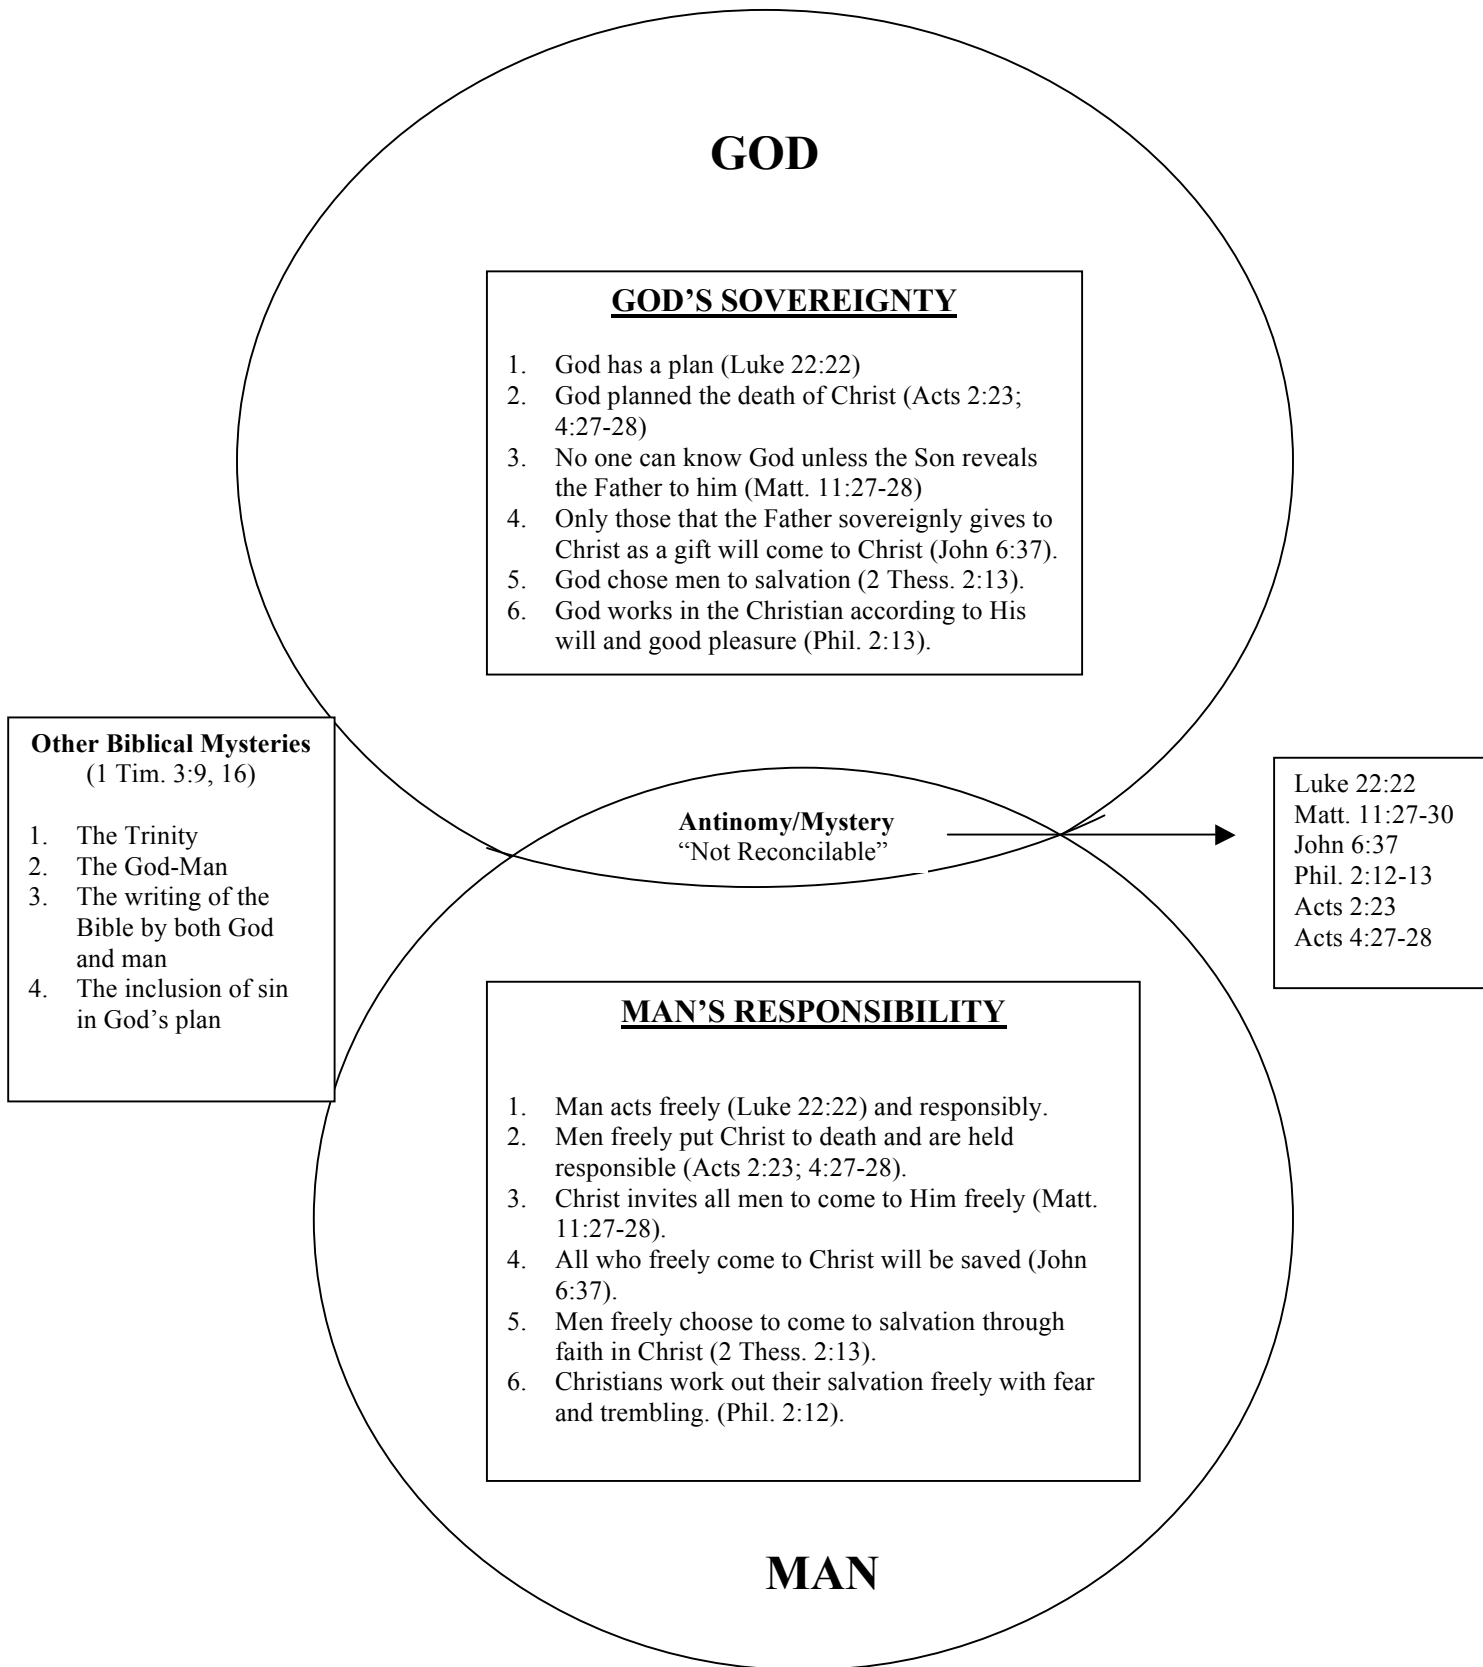 GOD
GOD’S SOVEREIGNTY
1. God has a plan (Luke 22:22)
2. God planned the death of Christ (Acts 2:23;
4:27-28)
3. No one can know God unless the Son reveals
the Father to him (Matt. 11:27-28)
4. Only those that the Father sovereignly gives to
Christ as a gift will come to Christ (John 6:37).
5. God chose men to salvation (2 Thess. 2:13).
6. God works in the Christian according to His
will and good pleasure (Phil. 2:13).
Other Biblical Mysteries
(1 Tim. 3:9, 16)
1. The Trinity
2. The God-Man
3. The writing of the
Bible by both God
and man
4. The inclusion of sin
in God’s plan
Antinomy/Mystery
“Not Reconcilable”
Luke 22:22
Matt. 11:27-30
John 6:37
Phil. 2:12-13
Acts 2:23
Acts 4:27-28
MAN’S RESPONSIBILITY
1. Man acts freely (Luke 22:22) and responsibly.
2. Men freely put Christ to death and are held
responsible (Acts 2:23; 4:27-28).
3. Christ invites all men to come to Him freely (Matt.
11:27-28).
4. All who freely come to Christ will be saved (John
6:37).
5. Men freely choose to come to salvation through
faith in Christ (2 Thess. 2:13).
6. Christians work out their salvation freely with fear
and trembling. (Phil. 2:12).
MAN